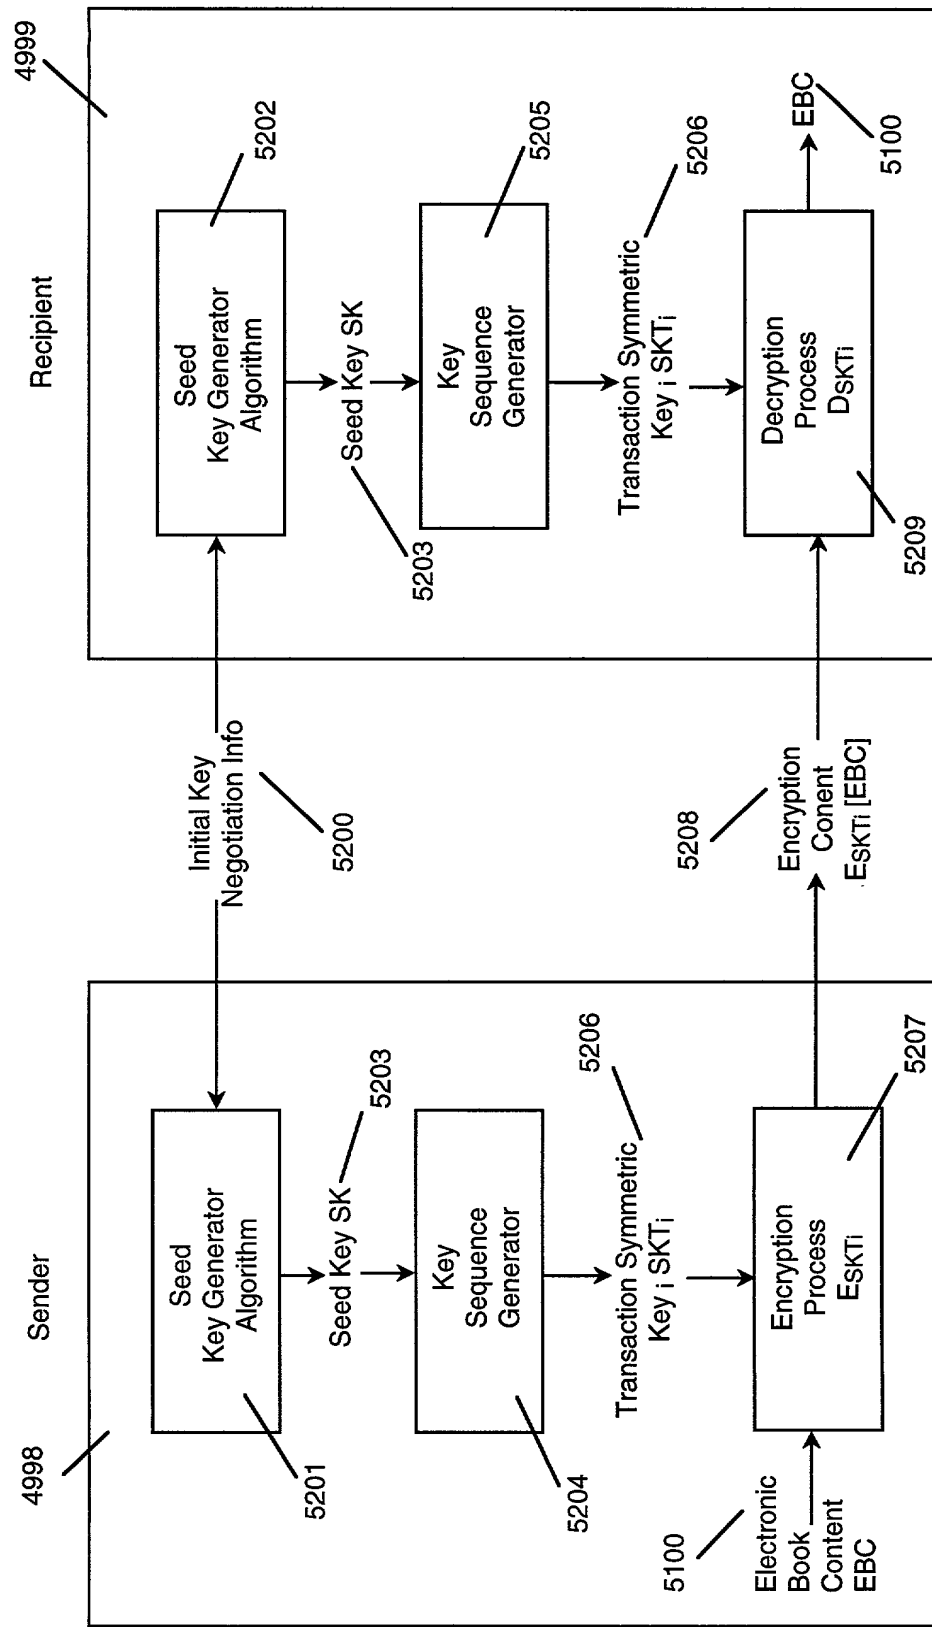 Sender
4998
Seed
Key Generator
Algorithm
5201
Seed Key SK
5203
Key
Sequence
Generator
5204
Transaction Symmetric
Key i SKTi
5206
5100
Electronic
Book
Content
EBC
Encryption
Process
ESKTi
5207
Initial Key
Negotiation Info
5200
5208
Encryption
Conent
ESKTi [EBC]
Recipient
4999
Seed
Key Generator
Algorithm
5202
Seed Key SK
5203
Key
Sequence
Generator
5205
Transaction Symmetric
Key i SKTi
5206
Decryption
Process
DSKTi
5209
EBC
5100